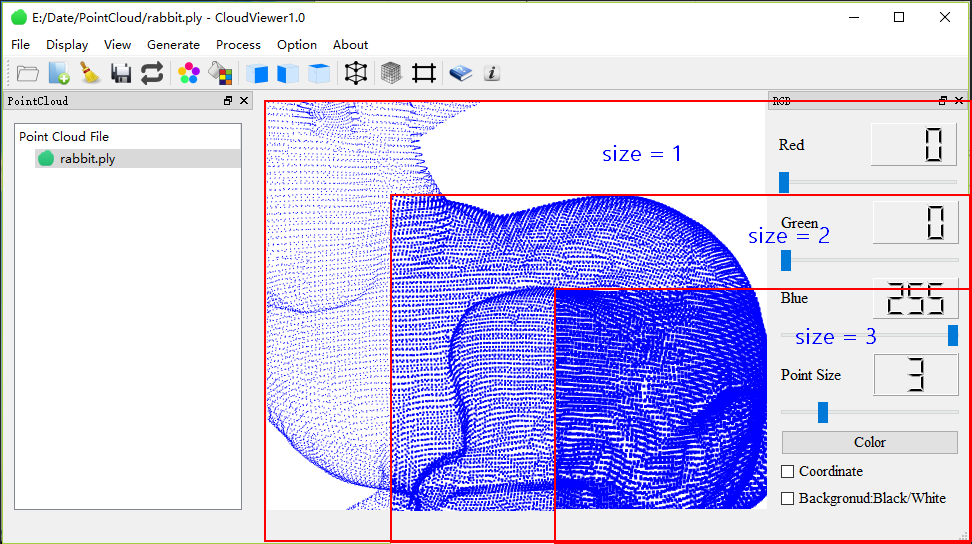 E:/Date/PointCloud/rabbit.ply - CloudViewer1.0
File Display View Generate Process Option About
PointCloud
RGB
Point Cloud File
rabbit.ply
size = 1
Red
0
size = 2
Green
0
Blue
255
size = 3
Point Size
3
Color
Coordinate
Backgronud:Black/White